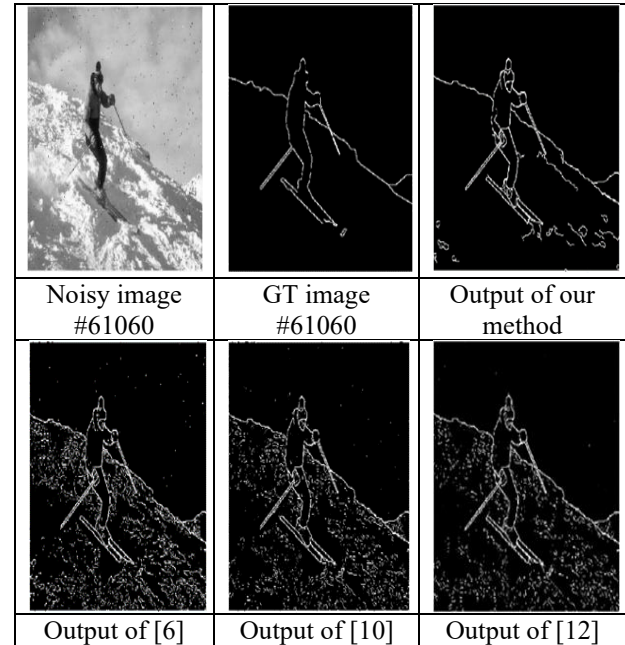 Noisy image
#61060
GT image
#61060
Output of our
method
Output of [6]
Output of [10]
Output of [12]